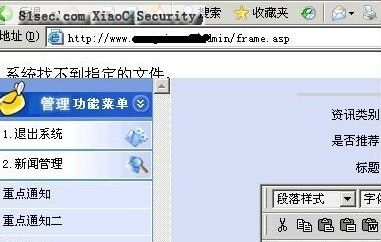 81sec.com XiaoC Security
搜索 收藏夹
地址(D) http://www. dmin/frame.asp
系统找不到指定的文件。
管理功能菜单
资讯类别
1.退出系统
是否推荐
2.新闻管理
标题
重点通知
段落样式 字体
重点通知二